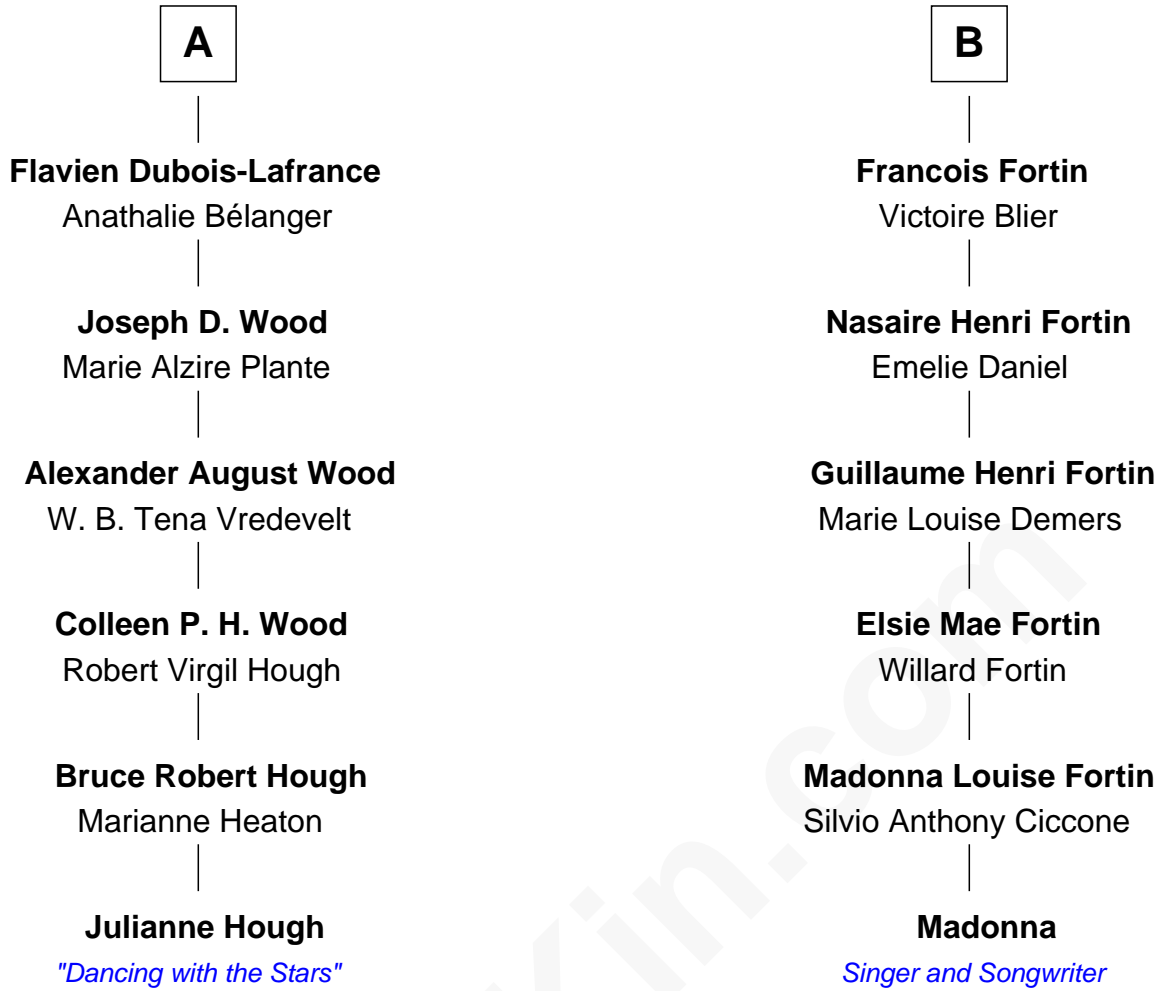 A
Flavien Dubois-Lafrance
Anathalie Bélanger
Joseph D. Wood
Marie Alzire Plante
Alexander August Wood
W. B. Tena Vredevelt
Colleen P. H. Wood
Robert Virgil Hough
Bruce Robert Hough
Marianne Heaton
Julianne Hough
"Dancing with the Stars"
B
Francois Fortin
Victoire Blier
Nasaire Henri Fortin
Emelie Daniel
Guillaume Henri Fortin
Marie Louise Demers
Elsie Mae Fortin
Willard Fortin
Madonna Louise Fortin
Silvio Anthony Ciccone
Madonna
Singer and Songwriter